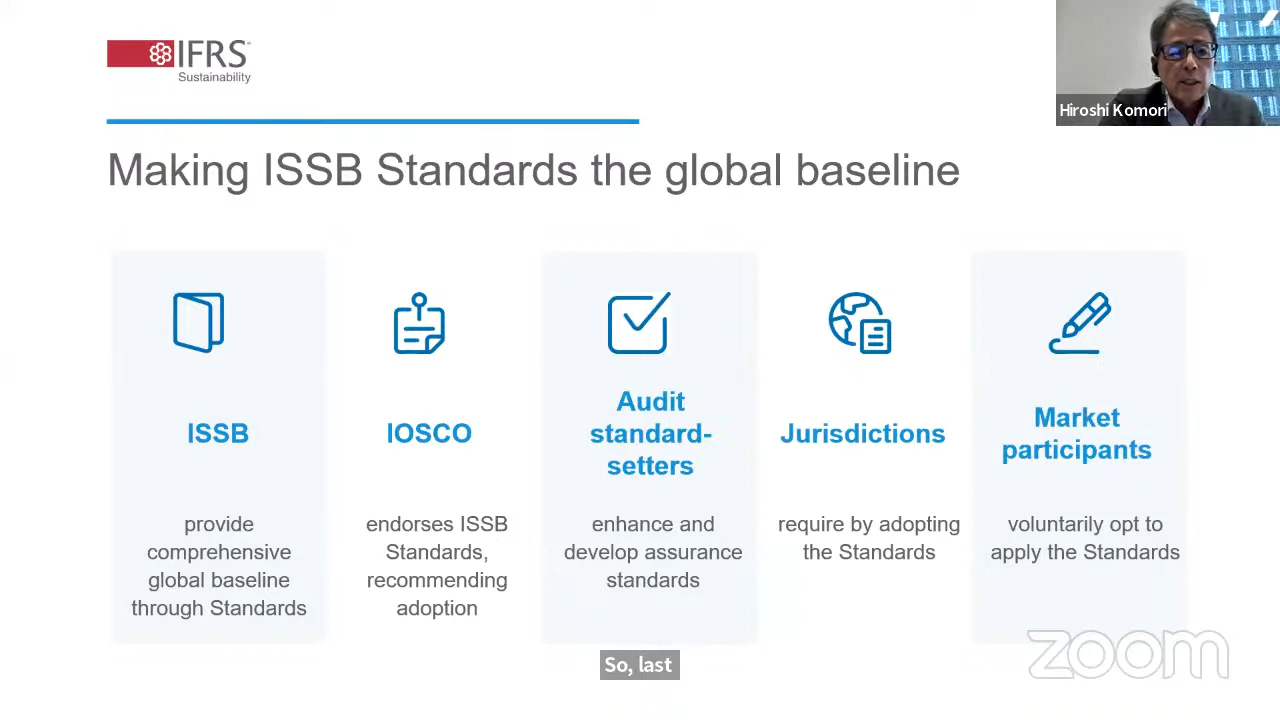 IFRS
Sustainability
Hiroshi Komori
Making ISSB Standards the global baseline
ISSB
provide
comprehensive
global baseline
through Standards
IOSCO
endorses ISSB
Standards,
recommending
adoption
Audit
standard-
setters
enhance and
develop assurance
standards
Jurisdictions
require by adopting
the Standards
Market
participants
voluntarily opt to
apply the Standards
zoom
So, last